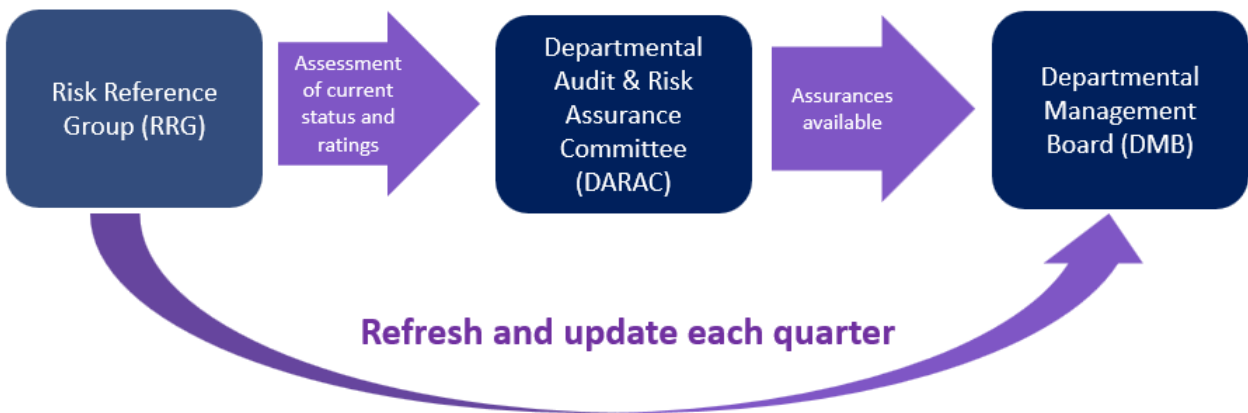 Risk Reference
Group (RRG)
Assessment
of current
status and
ratings
Departmental
Audit & Risk
Assurance
Committee
(DARAC)
Assurances
available
Departmental
Management
Board (DMB)
Refresh and update each quarter